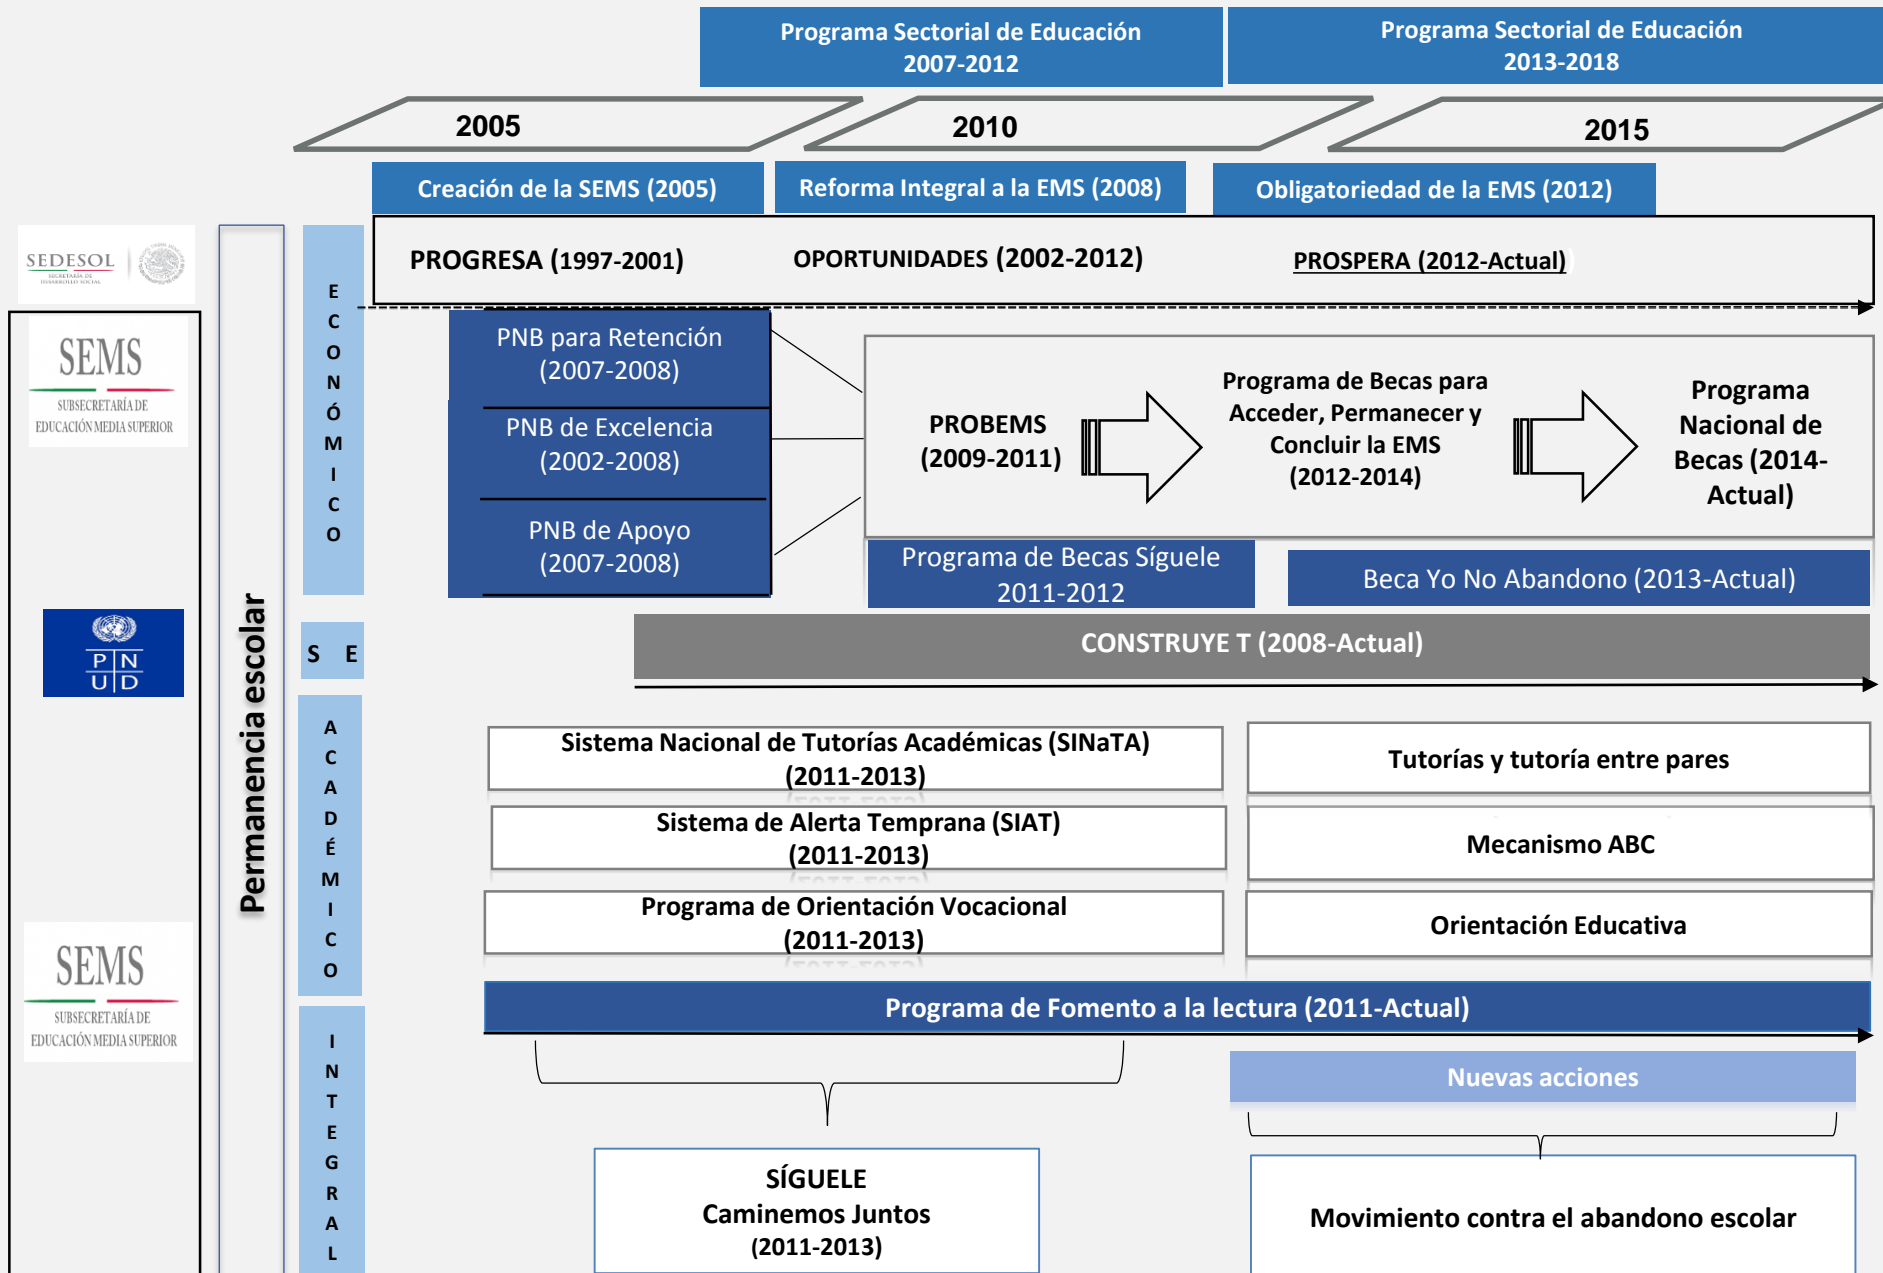 Programa Sectorial de Educación
2007-2012
Programa Sectorial de Educación
2013-2018
2005
2010
2015
Creación de la SEMS (2005)
Reforma Integral a la EMS (2008)
Obligatoriedad de la EMS (2012)
SEDESOL
SECRETARÍA DE
DESARROLLO SOCIAL
PROGRESA (1997-2001)
OPORTUNIDADES (2002-2012)
PROSPERA (2012-Actual)
SEMS
SUBSECRETARÍA DE
EDUCACIÓN MEDIA SUPERIOR
Permanencia escolar
ECONÓMICO
PNB para Retención
(2007-2008)
PNB de Excelencia
(2002-2008)
PNB de Apoyo
(2007-2008)
PROBEMS
(2009-2011)
Programa de Becas para
Acceder, Permanecer y
Concluir la EMS
(2012-2014)
Programa
Nacional de
Becas (2014-
Actual)
Programa de Becas Síguele
2011-2012
Beca Yo No Abandono (2013-Actual)
P N
U D
S E
CONSTRUYE T (2008-Actual)
ACADÉMICO
Sistema Nacional de Tutorías Académicas (SINaTA)
(2011-2013)
Tutorías y tutoría entre pares
Sistema de Alerta Temprana (SIAT)
(2011-2013)
Mecanismo ABC
Programa de Orientación Vocacional
(2011-2013)
Orientación Educativa
SEMS
SUBSECRETARÍA DE
EDUCACIÓN MEDIA SUPERIOR
Programa de Fomento a la lectura (2011-Actual)
INTEGRAL
Nuevas acciones
SÍGUELE
Caminemos Juntos
(2011-2013)
Movimiento contra el abandono escolar